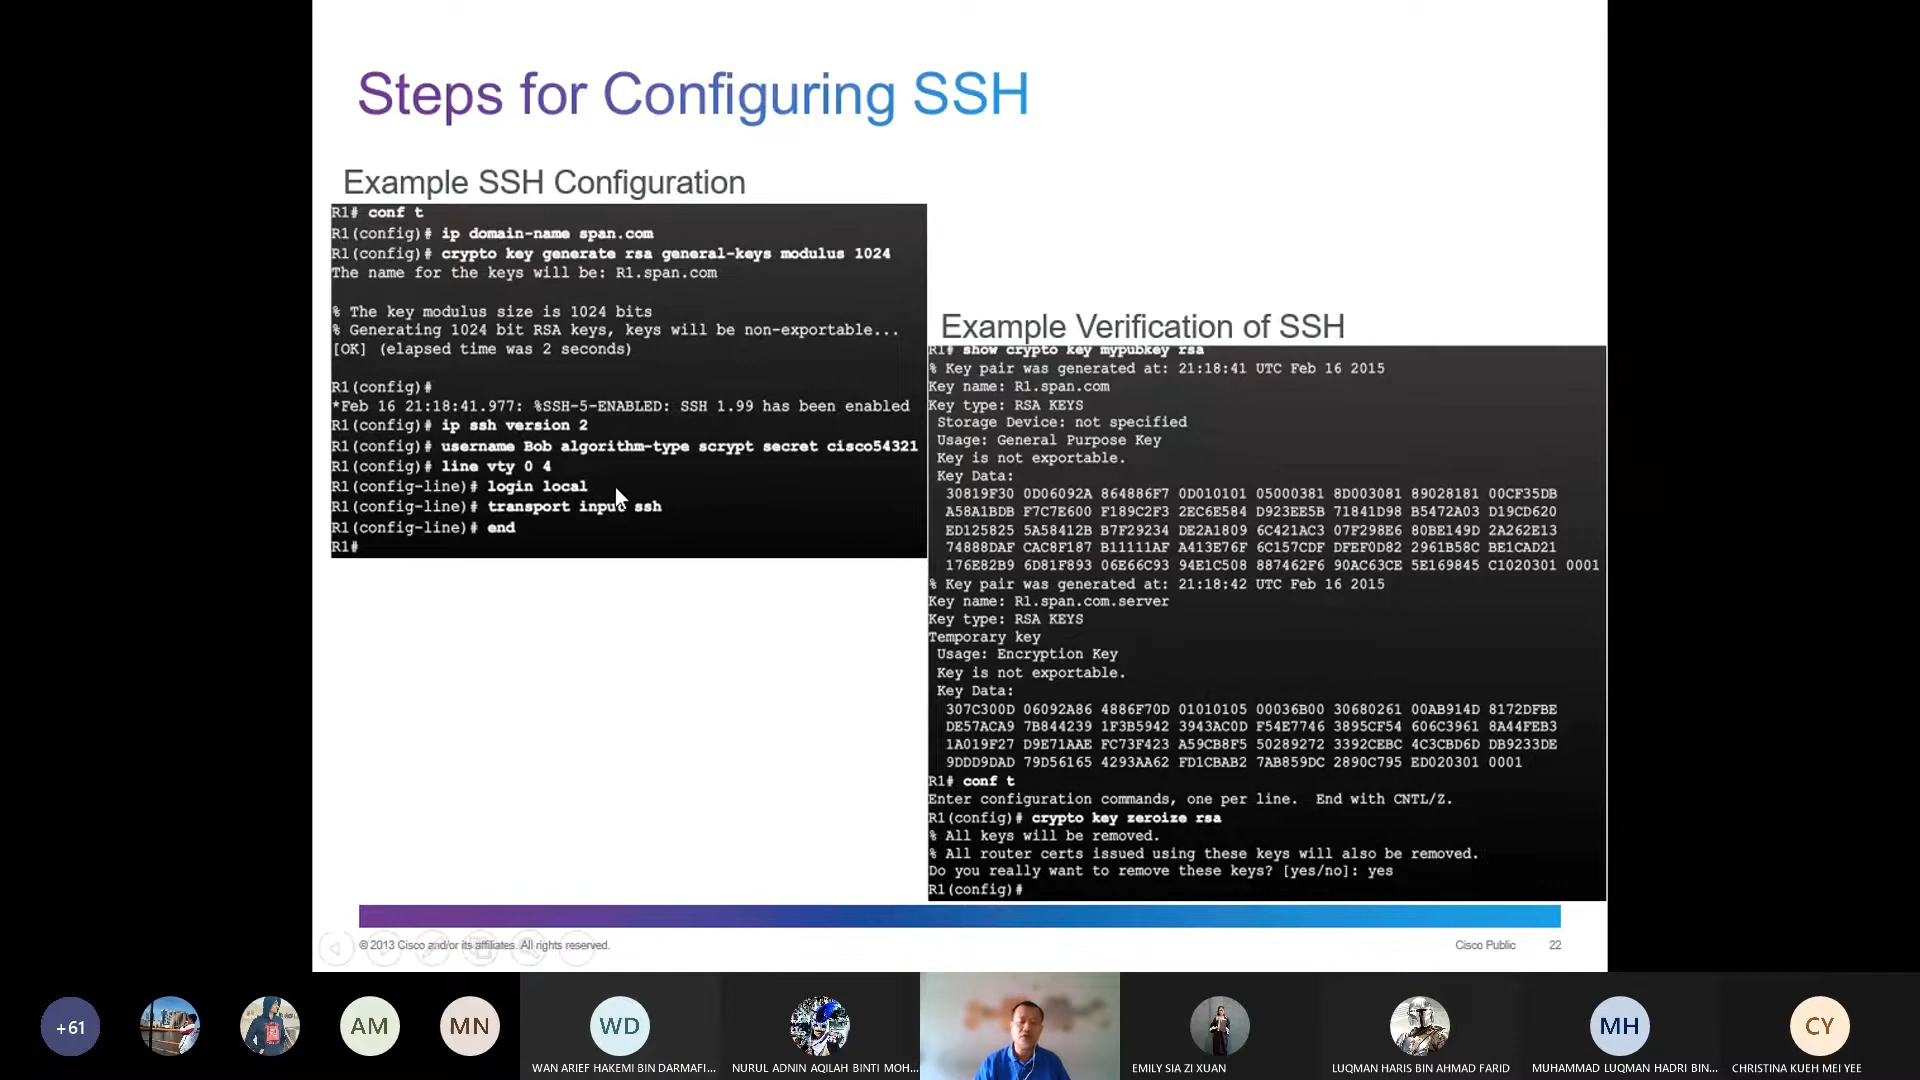 Steps for Configuring SSH
Example SSH Configuration
R1# conf t
R1(config)# ip domain-name span.com
R1(config)# crypto key generate rsa general-keys modulus 1024
The name for the keys will be: R1.span.com
% The key modulus size is 1024 bits
% Generating 1024 bit RSA keys, keys will be non-exportable...
[OK] (elapsed time was 2 seconds)
R1(config)#
*Feb 16 21:18:41.977: %SSH-5-ENABLED: SSH 1.99 has been enabled
R1(config)# ip ssh version 2
R1(config)# username Bob algorithm-type scrypt secret cisco54321
R1(config)# line vty 0 4
R1(config-line)# login local
R1(config-line)# transport input ssh
R1(config-line)# end
R1#
Example Verification of SSH
R1# show crypto key mypubkey rsa
% Key pair was generated at: 21:18:41 UTC Feb 16 2015
Key name: R1.span.com
Key type: RSA KEYS
Storage Device: not specified
Usage: General Purpose Key
Key is not exportable.
Key Data:
30819F30 0D06092A 864886F7 0D010101 05000381 8D003081 89028181 00CF35DB
A58A1BDB F7C7E600 F189C2F3 2EC6E584 D923EE5B 71841D98 B5472A03 D19CD620
ED125825 5A58412B B7F29234 DE2A1809 6C421AC3 07F298E6 80BE149D 2A262E13
74888DAF CAC8F187 B11111AF A413E76F 6C157CDF DFEF0D82 2961B58C BE1CAD21
176E82B9 6D81F893 06E66C93 94E1C508 887462F6 90AC63CE 5E169845 C1020301 0001
% Key pair was generated at: 21:18:42 UTC Feb 16 2015
Key name: R1.span.com.server
Key type: RSA KEYS
Temporary key
Usage: Encryption Key
Key is not exportable.
Key Data:
307C300D 06092A86 4886F70D 01010105 00036B00 30680261 00AB914D 8172DFBE
DE57ACA9 7B844239 1F3B5942 3943AC0D F54E7746 3895CF54 606C3961 8A44FEB3
1A019F27 D9E71AAE FC73F423 A59CB8F5 50289272 3392CEBC 4C3CBD6D DB9233DE
9DDD9DAD 79D56165 4293AA62 FD1CBAB2 7AB859DC 2890C795 ED020301 0001
R1# conf t
Enter configuration commands, one per line. End with CNTL/Z.
R1(config)# crypto key zeroize rsa
% All keys will be removed.
% All router certs issued using these keys will also be removed.
Do you really want to remove these keys? [yes/no]: yes
R1(config)#
© 2013 Cisco and/or its affiliates. All rights reserved.
Cisco Public 22
+61
AM
MN
WD
MH
CY
WAN ARIEF HAKEMI BIN DARMAFI...
NURUL ADNIN AQILAH BINTI MOH...
EMILY SIA ZI XUAN
LUQMAN HARIS BIN AHMAD FARID
MUHAMMAD LUQMAN HADRI BIN...
CHRISTINA KUEH MEI YEE